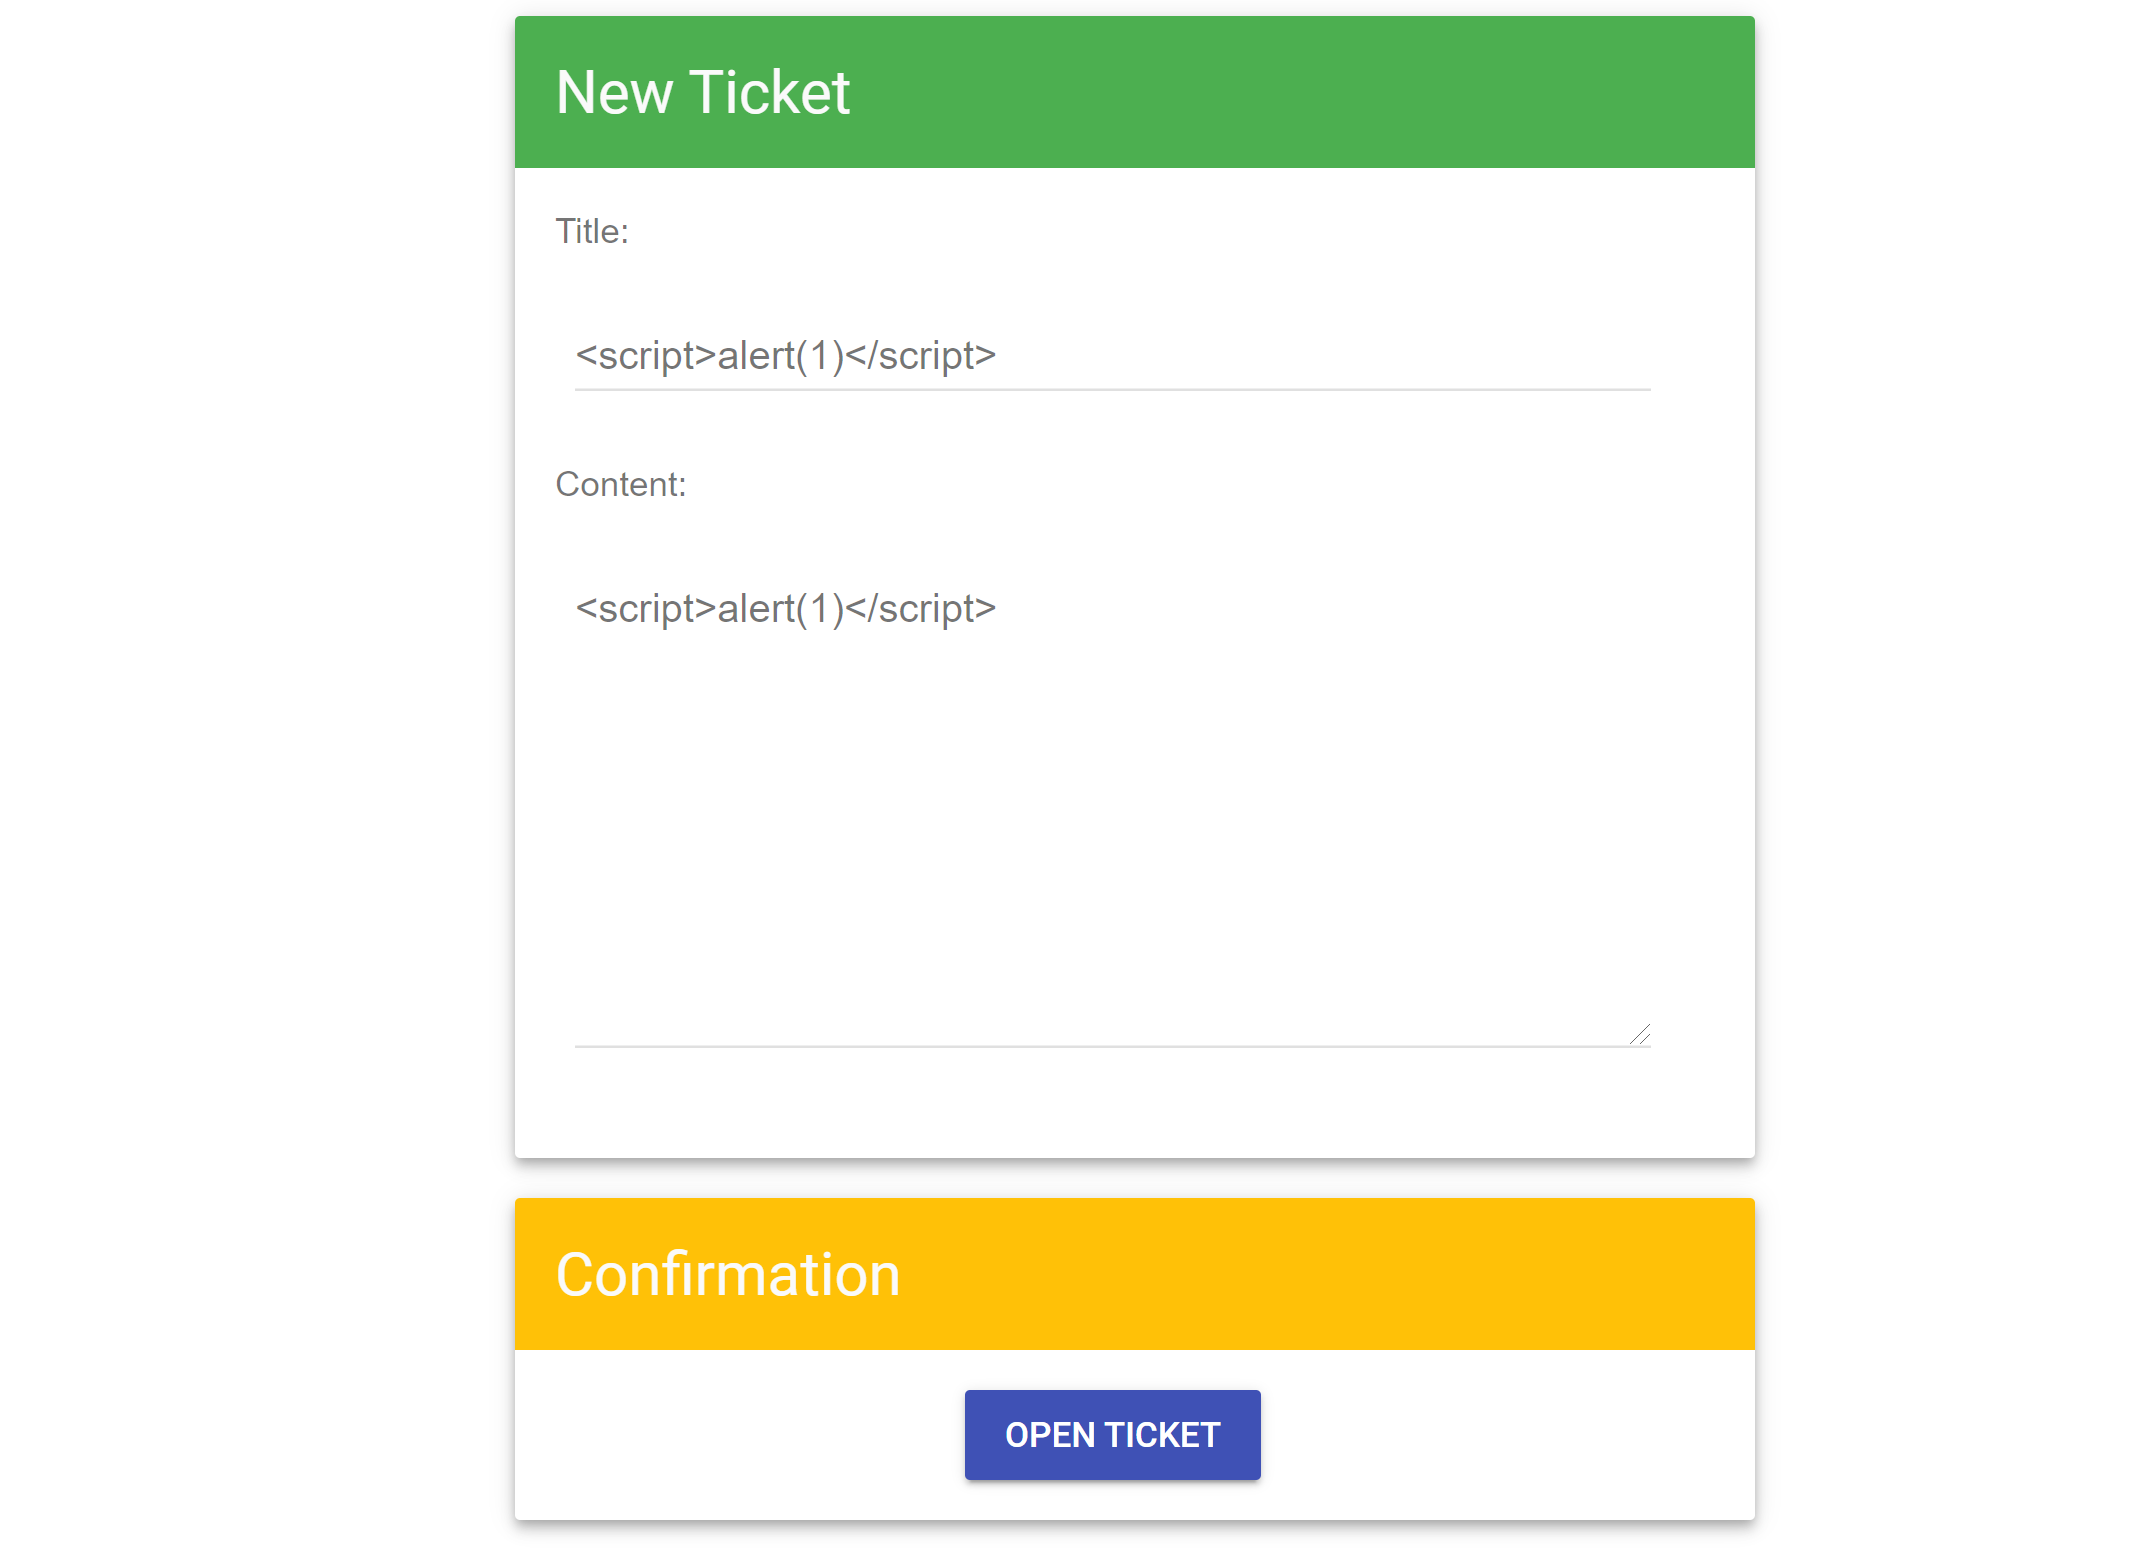 New Ticket
Title:
<script>alert(1)</script>
Content:
<script>alert(1)</script>
Confirmation
OPEN TICKET